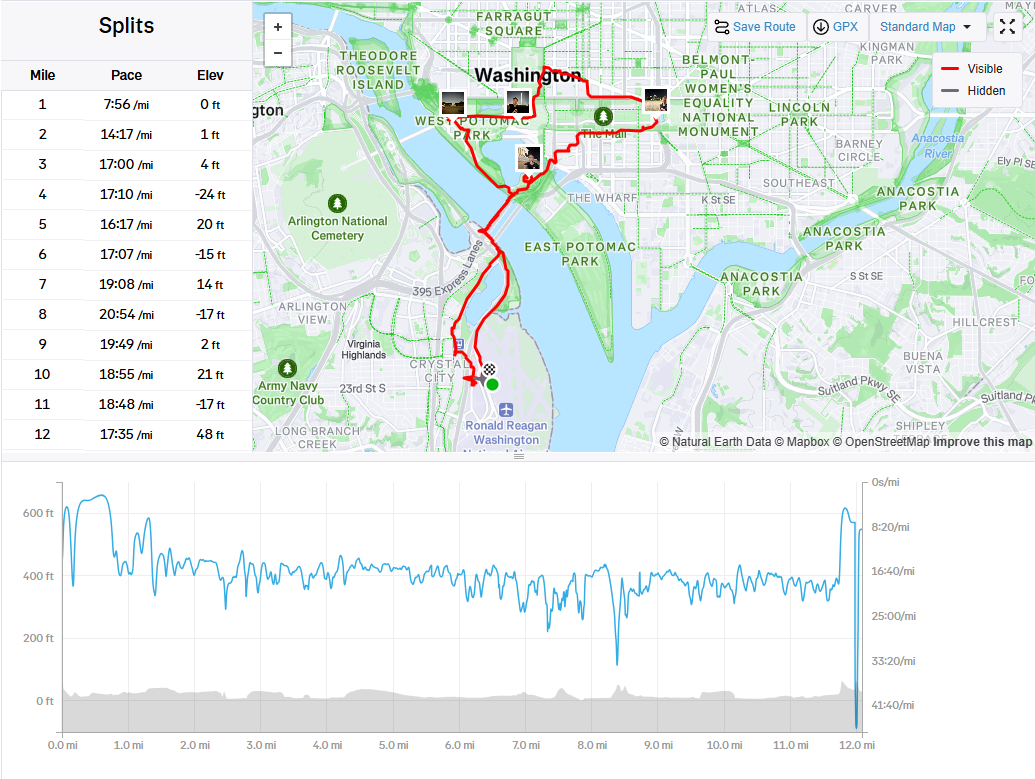 Splits
Mile Pace Elev
1 7:56 /mi 0 ft
2 14:17 /mi 1 ft
3 17:00 /mi 4 ft
4 17:10 /mi -24 ft
5 16:17 /mi 20 ft
6 17:07 /mi -15 ft
7 19:08 /mi 14 ft
8 20:54 /mi -17 ft
9 19:49 /mi 2 ft
10 18:55 /mi 21 ft
11 18:48 /mi -17 ft
12 17:35 /mi 48 ft
+
−
Save Route
GPX
Standard Map
Visible
Hidden
FARRAGUT
SQUARE
ATLAS
CARVER
KINGMAN
PARK
THEODORE
ROOSEVELT
ISLAND
Washington
gton
BELMONT-
PAUL
WOMEN'S
EQUALITY
NATIONAL
MONUMENT
LINCOLN
PARK
WEST POTOMAC
PARK
The Mall
BARNEY
CIRCLE
Anacostia
River
Ely Pl SE
SOUTHEAST
ANACOSTIA
PARK
THE WHARF
K St SE
Arlington National
Cemetery
EAST POTOMAC
PARK
ANACOSTIA
PARK
ANACOSTIA
PARK
S St SE
395 Express Lanes
ARLINGTON
VIEW
Virginia
Highlands
CRYSTAL
CITY
HILLCREST
BUENA
VISTA
Army Navy
Country Club
23rd St S
Suitland Pkwy SE
Suitland
LONG BRANCH
CREEK
Ronald Reagan
Washington
SHIPLEY
© Natural Earth Data © Mapbox © OpenStreetMap Improve this map
600 ft
400 ft
200 ft
0 ft
0s/mi
8:20/mi
16:40/mi
25:00/mi
33:20/mi
41:40/mi
0.0 mi 1.0 mi 2.0 mi 3.0 mi 4.0 mi 5.0 mi 6.0 mi 7.0 mi 8.0 mi 9.0 mi 10.0 mi 11.0 mi 12.0 mi